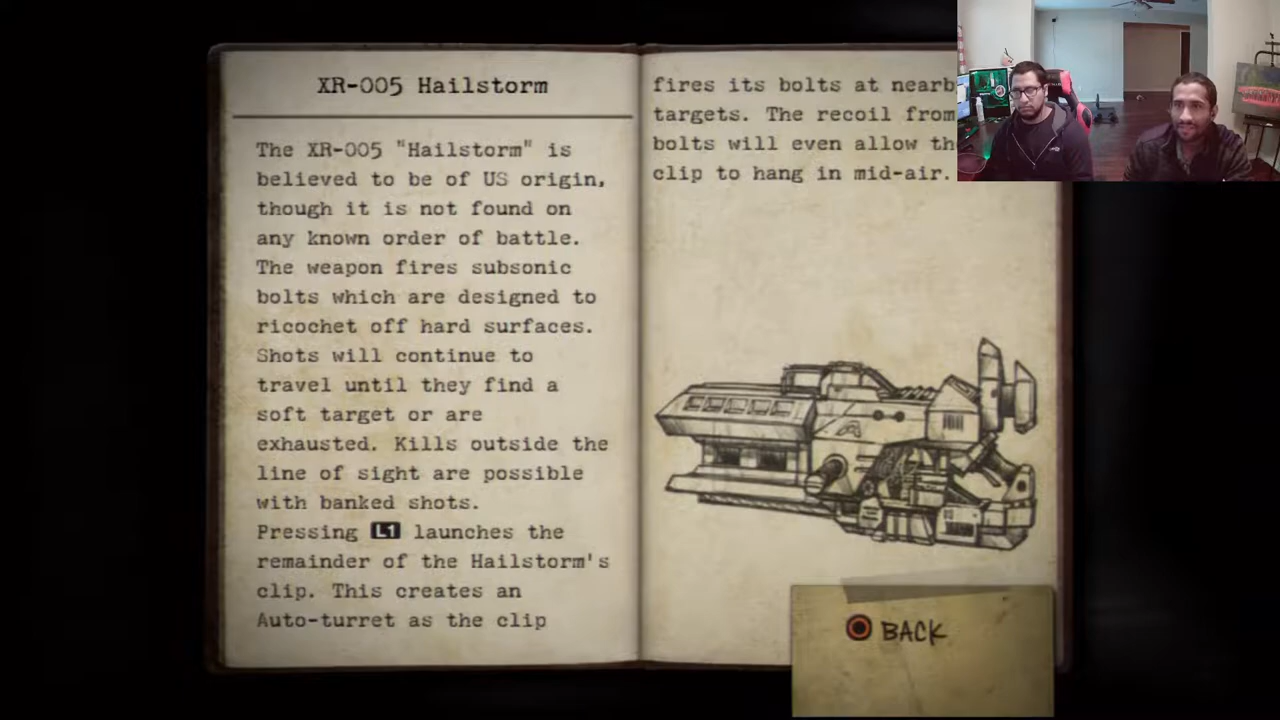 XR-005 Hailstorm
The XR-005 "Hailstorm" is
believed to be of US origin,
though it is not found on
any known order of battle.
The weapon fires subsonic
bolts which are designed to
ricochet off hard surfaces.
Shots will continue to
travel until they find a
soft target or are
exhausted. Kills outside the
line of sight are possible
with banked shots.
Pressing L1 launches the
remainder of the Hailstorm's
clip. This creates an
Auto-turret as the clip
fires its bolts at
targets. The recoil from
bolts will even allow
clip to hang in mid-air.
BACK